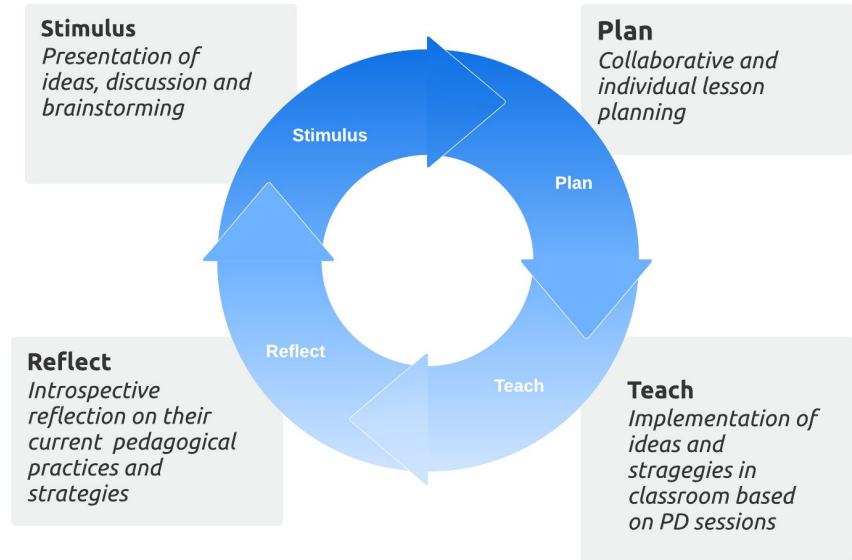 Stimulus
Presentation of
ideas, discussion and
brainstorming
Plan
Collaborative and
individual lesson
planning
Stimulus
Plan
Reflect
Teach
Reflect
Introspective
reflection on their
current pedagogical
practices and
strategies
Teach
Implementation of
ideas and
stragegies in
classroom based
on PD sessions